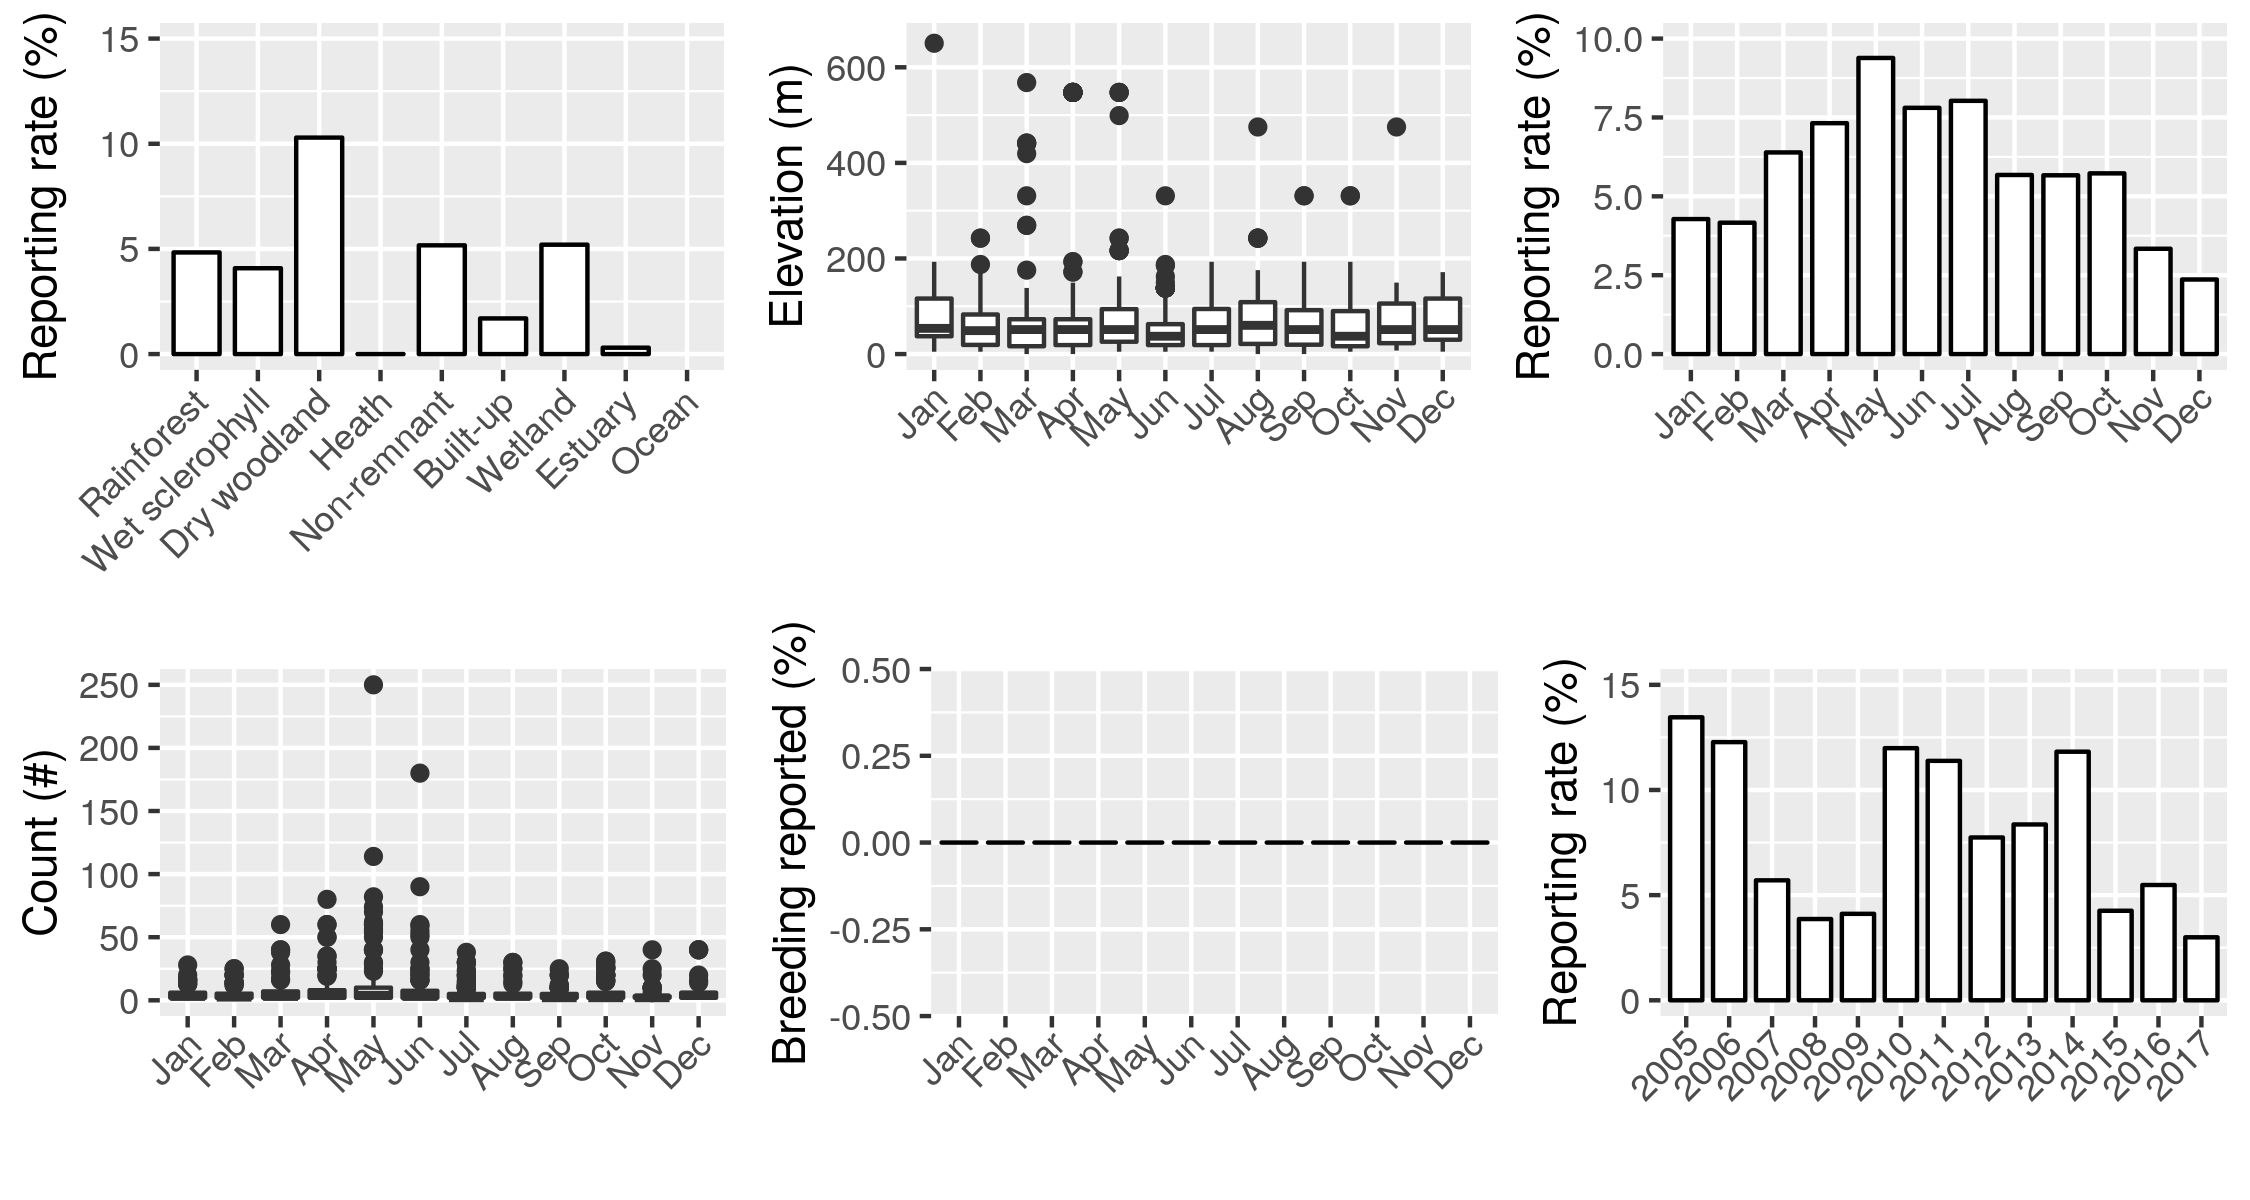 Reporting rate (%)
15
10
5
0
Rainforest
Wet sclerophyll
Dry woodland
Heath
Non-remnant
Built-up
Wetland
Estuary
Ocean
Elevation (m)
600
400
200
0
Jan
Feb
Mar
Apr
May
Jun
Jul
Aug
Sep
Oct
Nov
Dec
Reporting rate (%)
10.0
7.5
5.0
2.5
0.0
Jan
Feb
Mar
Apr
May
Jun
Jul
Aug
Sep
Oct
Nov
Dec
Count (#)
250
200
150
100
50
0
Jan
Feb
Mar
Apr
May
Jun
Jul
Aug
Sep
Oct
Nov
Dec
Breeding reported (%)
0.50
0.25
0.00
-0.25
-0.50
Jan
Feb
Mar
Apr
May
Jun
Jul
Aug
Sep
Oct
Nov
Dec
Reporting rate (%)
15
10
5
0
2005
2006
2007
2008
2009
2010
2011
2012
2013
2014
2015
2016
2017